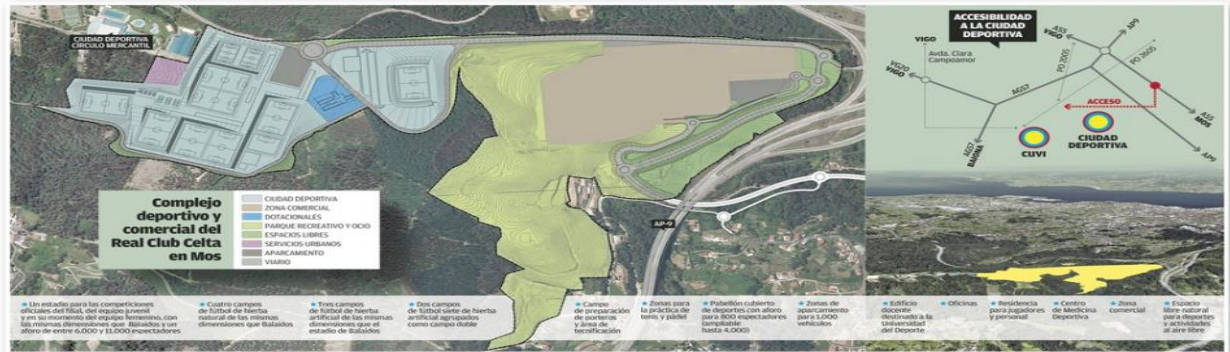 CIUDAD DEPORTIVA
CÍRCULO MERCANTIL
Complejo
deportivo y
comercial del
Real Club Celta
en Mos
CIUDAD DEPORTIVA
ZONA COMERCIAL
DOTACIONALES
PARQUE RECREATIVO Y OCIO
ESPACIOS LIBRES
SERVICIOS URBANOS
APARCAMIENTO
VIARIO
AP-9
ACCESIBILIDAD
A LA CIUDAD
DEPORTIVA
VIGO
Avda. Clara
Campoamor
VG20
VIGO
A55
VIGO
AP9
PO 2005
PO 2605
AG57
ACCESO
A55
MOS
AG57
BAIONA
CUVI
CIUDAD
DEPORTIVA
AP9
Un estadio para las competiciones
oficiales del filial, del equipo juvenil
y en su momento del equipo femenino, con
las mismas dimensiones que Balaídos y un
aforo de entre 6.000 y 11.000 espectadores
Cuatro campos
de fútbol de hierba
natural de las mismas
dimensiones que Balaídos
Tres campos
de fútbol de hierba
artificial de las mismas
dimensiones que el
estadio de Balaídos
Dos campos
de fútbol siete de hierba
artificial agrupados
como campo doble
Campo
de preparación
de porteros
y área de
tecnificación
Zonas para
la práctica de
tenis y pádel
Pabellón cubierto
de deportes con aforo
para 800 espectadores
(ampliable
hasta 4.000)
Zonas de
aparcamiento
para 1.000
vehículos
Edificio
docente
destinado a la
Universidad
del Deporte
Oficinas
Residencia
para jugadores
y personal
Centro
de Medicina
Deportiva
Zona
comercial
Espacio
libre natural
para deportes
y actividades
al aire libre